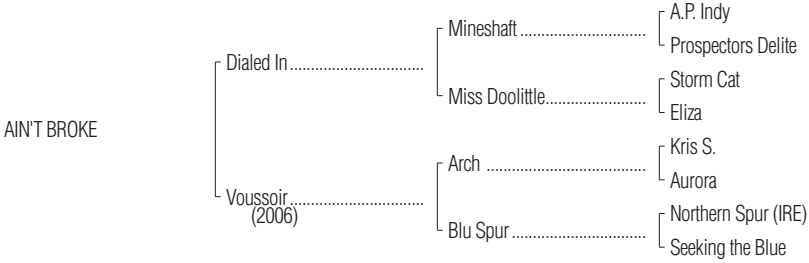 A.P. Indy
Mineshaft ..............................
Prospectors Delite
Dialed In................................
Storm Cat
Miss Doolittle........................
Eliza
AIN'T BROKE
Kris S.
Arch ......................................
Aurora
Voussoir................................
(2006)
Northern Spur (IRE)
Blu Spur................................
Seeking the Blue